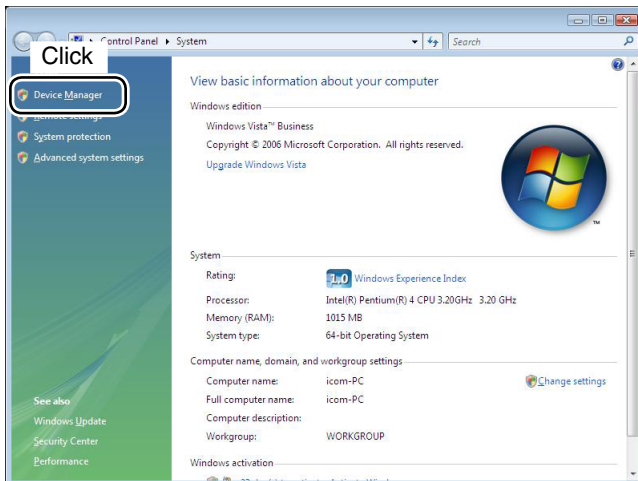 Control Panel ▸ System
Search
Click
Device Manager
Remote settings
System protection
Advanced system settings
View basic information about your computer
Windows edition
Windows Vista™ Business
Copyright © 2006 Microsoft Corporation. All rights reserved.
Upgrade Windows Vista
TM
System
Rating:
1.0 Windows Experience Index
Processor: Intel(R) Pentium(R) 4 CPU 3.20GHz 3.20 GHz
Memory (RAM): 1015 MB
System type: 64-bit Operating System
Computer name, domain, and workgroup settings
Computer name: icom-PC
Change settings
Full computer name: icom-PC
Computer description:
Workgroup: WORKGROUP
Windows activation
See also
Windows Update
Security Center
Performance